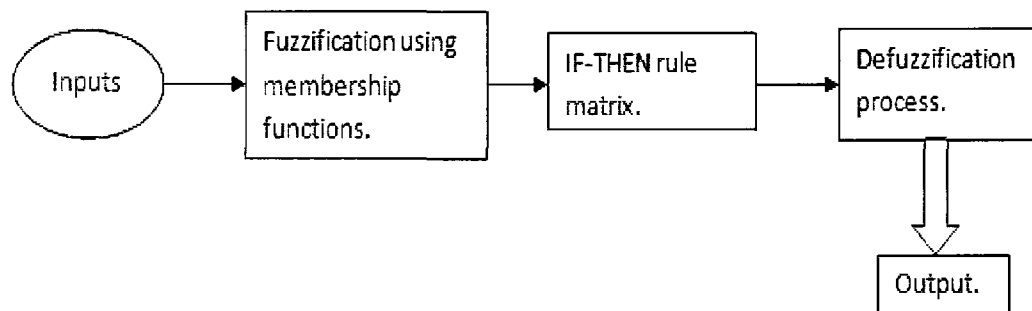 Inputs
Fuzzification using
membership
functions.
IF-THEN rule
matrix.
Defuzzification
process.
Output.